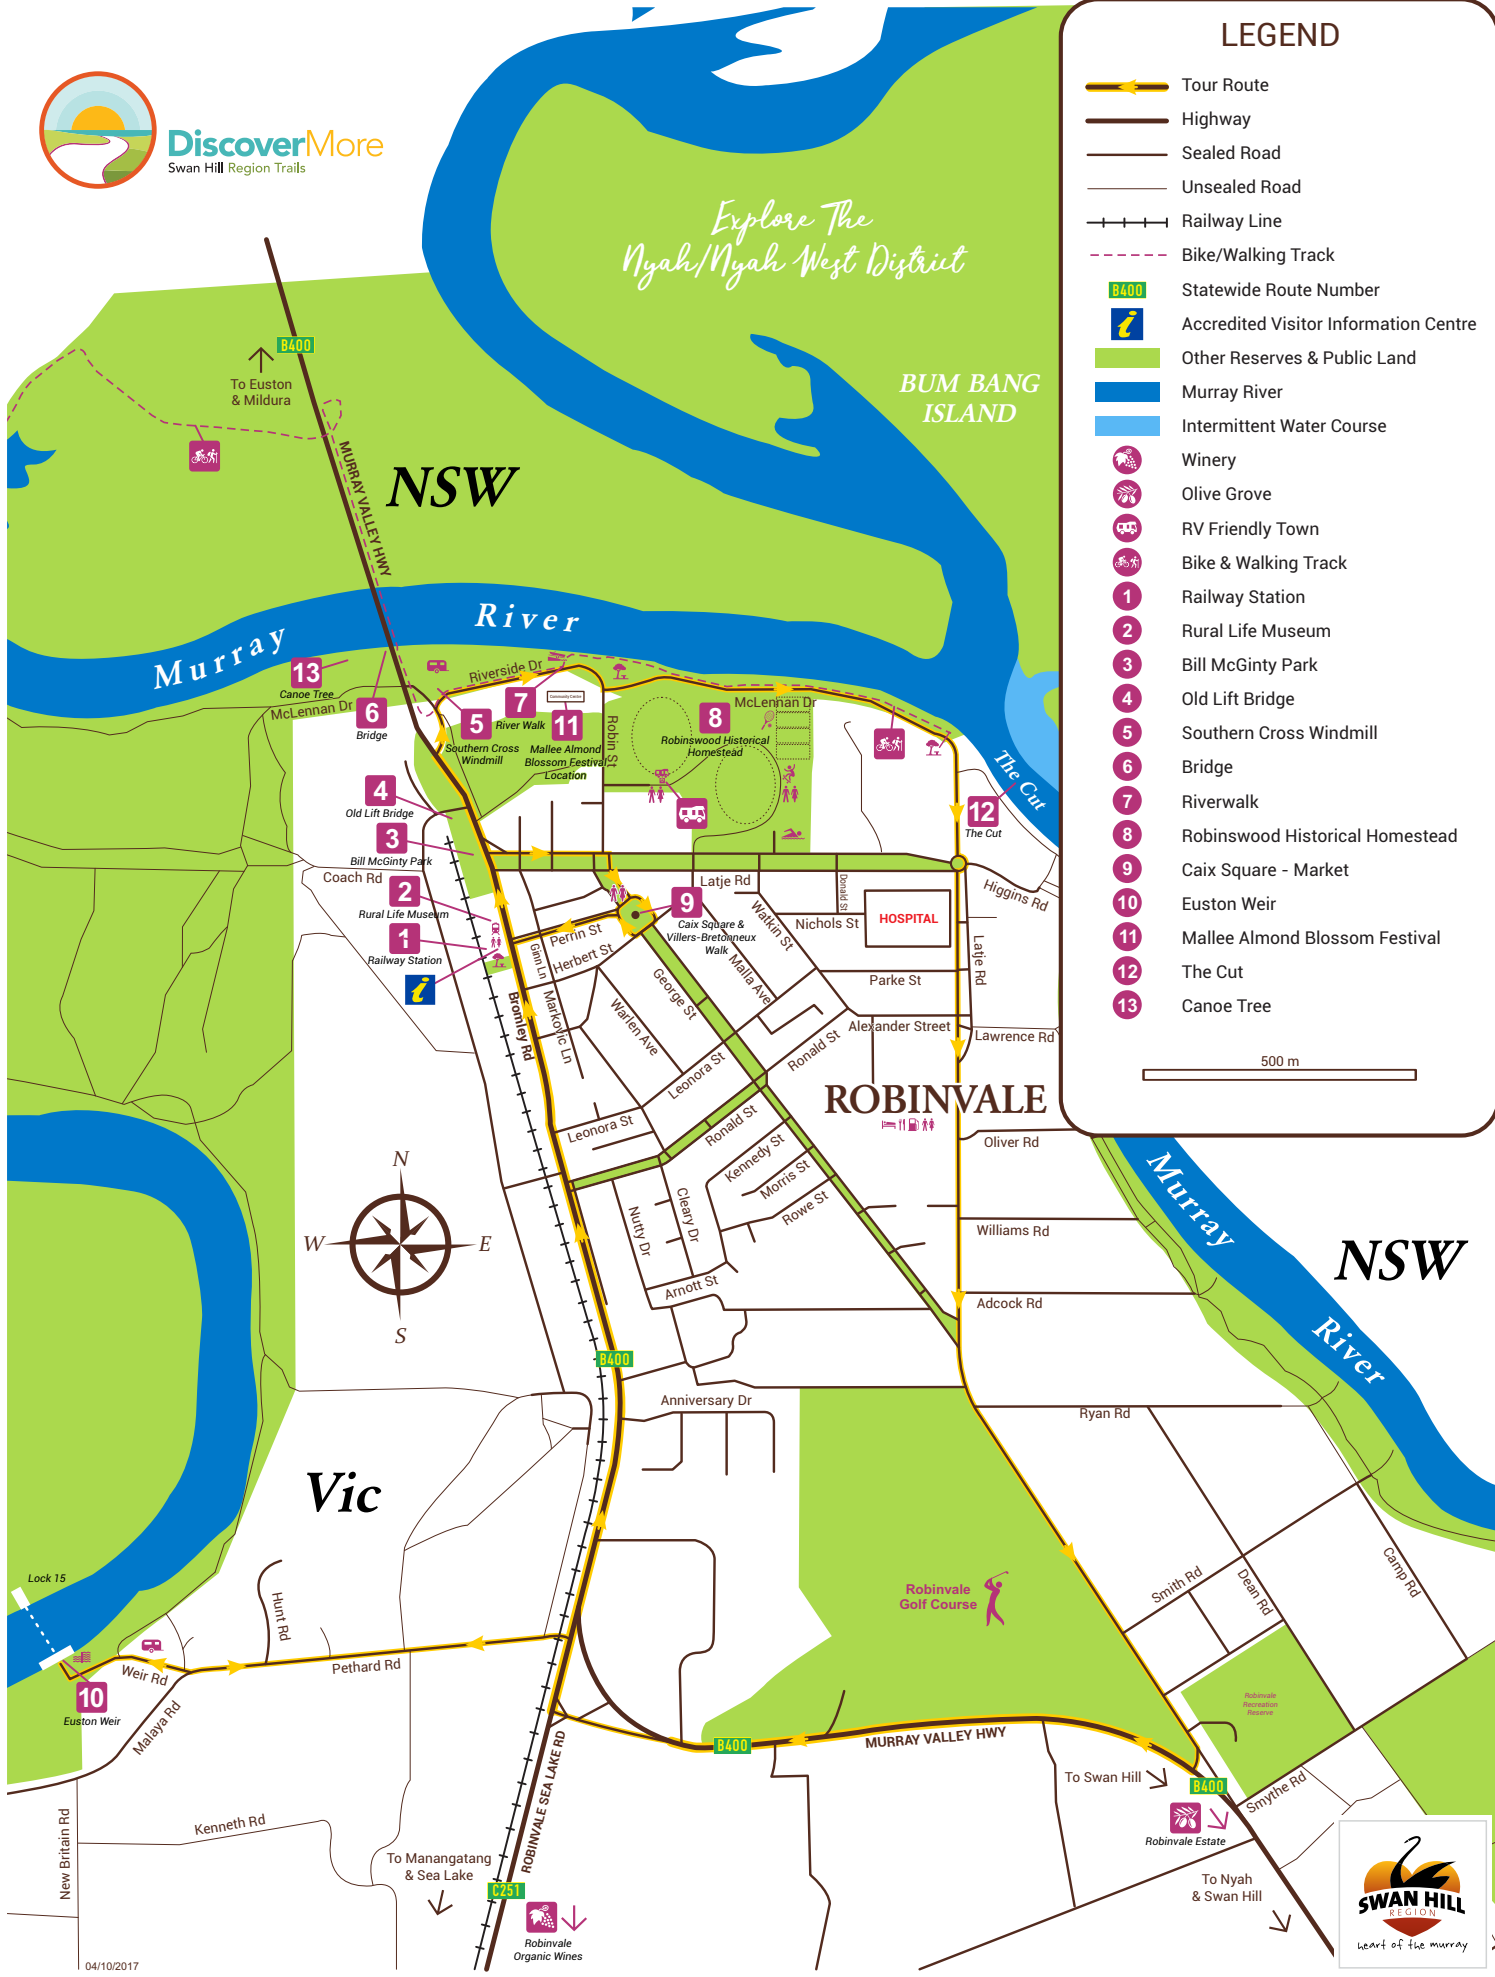 DiscoverMore
Swan Hill Region Trails
Explore The
Nyah/Nyah West District
BUM BANG
ISLAND
B400
To Euston
& Mildura
MURRAY VALLEY HWY
NSW
Murray River
13
Canoe Tree
McLennan Dr
6
Bridge
Riverside Dr
5
Southern Cross
Windmill
7
River Walk
Community Centre
11
Mallee Almond
Blossom Festival
Location
Robin St
8
Robinswood Historical
Homestead
McLennan Dr
The Cut
12
The Cut
4
Old Lift Bridge
3
Bill McGinty Park
Coach Rd
2
Rural Life Museum
1
Railway Station
i
Latje Rd
9
Caix Square &
Villers-Bretonneux
Walk
Donald St
HOSPITAL
Higgins Rd
Nichols St
Watkin St
Perrin St
Ginn Ln
Herbert St
Malla Ave
Latje Rd
Parke St
George St
Bromley Rd
Markovic Ln
Warlen Ave
Alexander Street
Lawrence Rd
Ronald St
Leonora St
ROBINVALE
Leonora St
Ronald St
Oliver Rd
Kennedy St
Morris St
Rowe St
Nutty Dr
Cleary Dr
Williams Rd
Arnott St
Adcock Rd
N
W
E
S
Murray River
NSW
B400
Anniversary Dr
Ryan Rd
Vic
Lock 15
Hunt Rd
Robinvale
Golf Course
Smith Rd
Dean Rd
Camp Rd
Weir Rd
Pethard Rd
10
Euston Weir
Malaya Rd
Robinvale
Recreation
Reserve
B400
MURRAY VALLEY HWY
To Swan Hill
B400
Smythe Rd
Robinvale Estate
ROBINVALE SEA LAKE RD
New Britain Rd
Kenneth Rd
To Manangatang
& Sea Lake
C251
Robinvale
Organic Wines
To Nyah
& Swan Hill
04/10/2017
SWAN HILL
REGION
heart of the murray
LEGEND
Tour Route
Highway
Sealed Road
Unsealed Road
Railway Line
Bike/Walking Track
B400 Statewide Route Number
i Accredited Visitor Information Centre
Other Reserves & Public Land
Murray River
Intermittent Water Course
Winery
Olive Grove
RV Friendly Town
Bike & Walking Track
1 Railway Station
2 Rural Life Museum
3 Bill McGinty Park
4 Old Lift Bridge
5 Southern Cross Windmill
6 Bridge
7 Riverwalk
8 Robinswood Historical Homestead
9 Caix Square - Market
10 Euston Weir
11 Mallee Almond Blossom Festival
12 The Cut
13 Canoe Tree
500 m